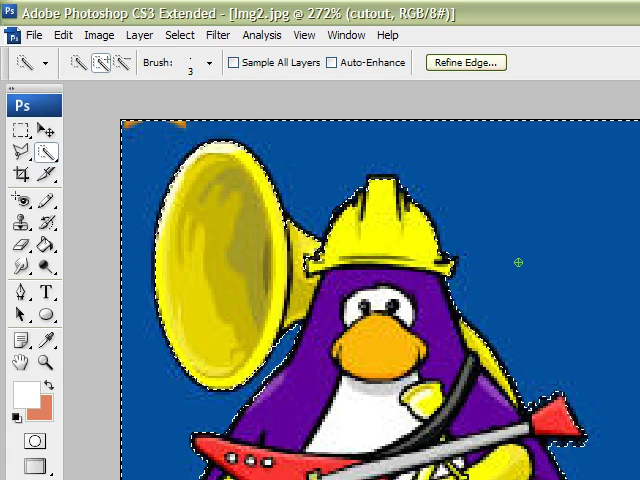 Ps Adobe Photoshop CS3 Extended - [Img2.jpg @ 272% (cutout, RGB/8#)]
Ps File Edit Image Layer Select Filter Analysis View Window Help
Brush: 3 Sample All Layers Auto-Enhance Refine Edge...
Ps
T